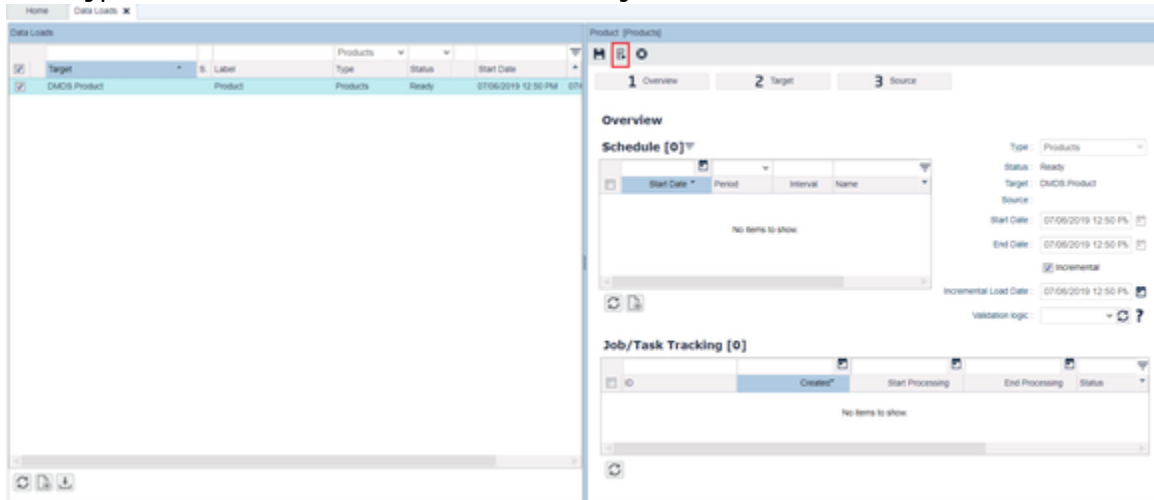 Home
Data Loads
Data Loads
Products
Target
S.
Label
Type
Status
Start Date
DMDS Product
Product
Products
Ready
07/06/2019 12:50 PM
Product [Products]
1 Overview
2 Target
3 Source
Overview
Schedule [0]
Start Date
Period
Interval
Name
No items to show.
Type : Products
Status : Ready
Target : DMDS Product
Source :
Start Date : 07/06/2019 12:50 PM
End Date : 07/06/2019 12:50 PM
Incremental
Incremental Load Date : 07/06/2019 12:50 PM
Validation logic :
?
Job/Task Tracking [0]
ID
Created
Start Processing
End Processing
Status
No items to show.